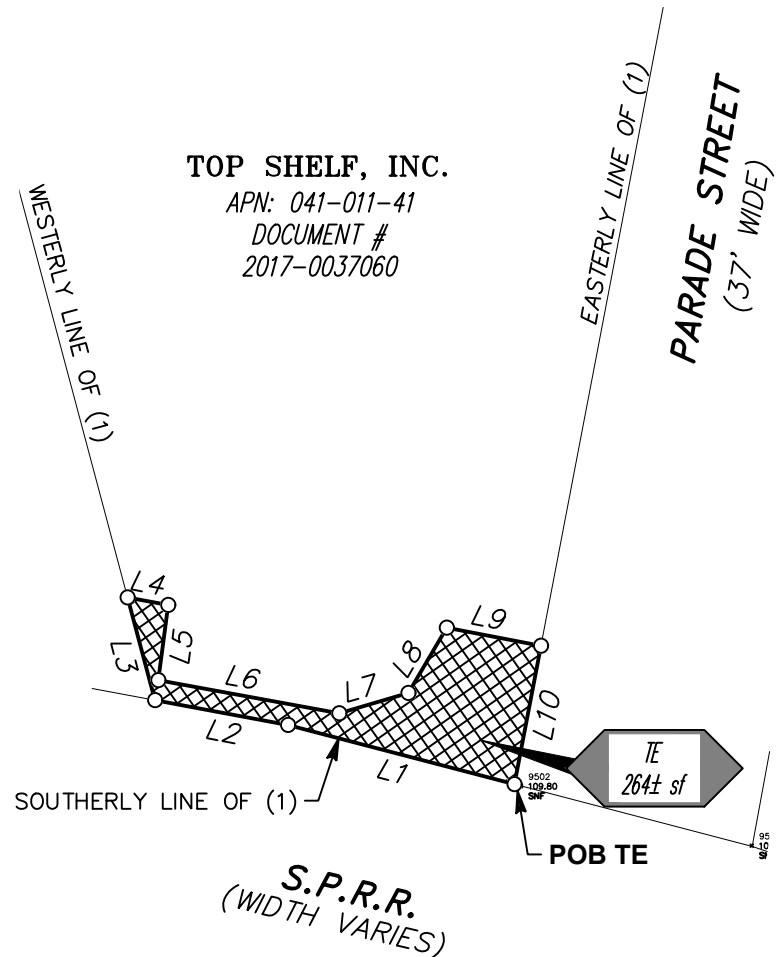 TOP SHELF, INC.
APN: 041-011-41
DOCUMENT #
2017-0037060
WESTERLY LINE OF (1)
EASTERLY LINE OF (1)
PARADE STREET
(37' WIDE)
L4
L3
L5
L6
L2
L7
L8
L9
L10
L1
TE
264± sf
9502
109.80
SNF
SOUTHERLY LINE OF (1)
POB TE
S.P.R.R.
(WIDTH VARIES)
95
10